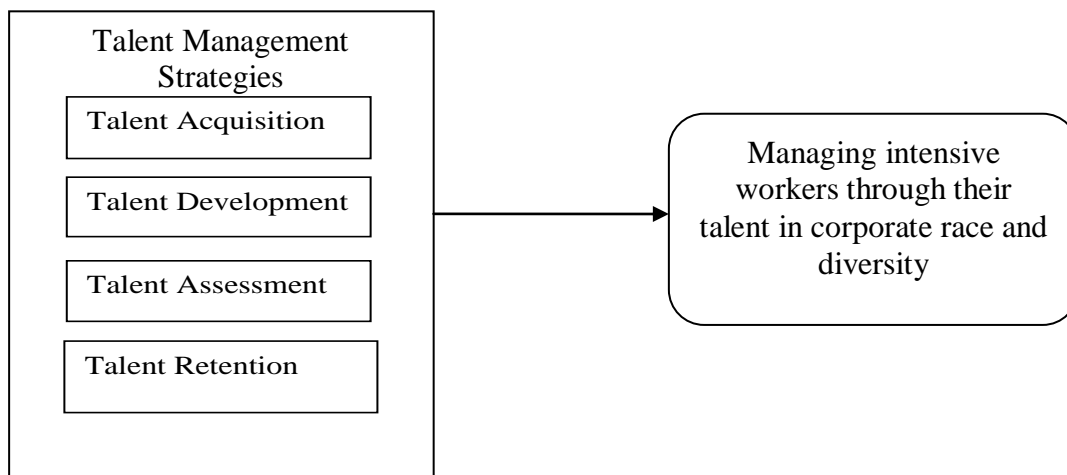 Talent Management
Strategies
Talent Acquisition
Talent Development
Talent Assessment
Talent Retention
Managing intensive
workers through their
talent in corporate race and
diversity